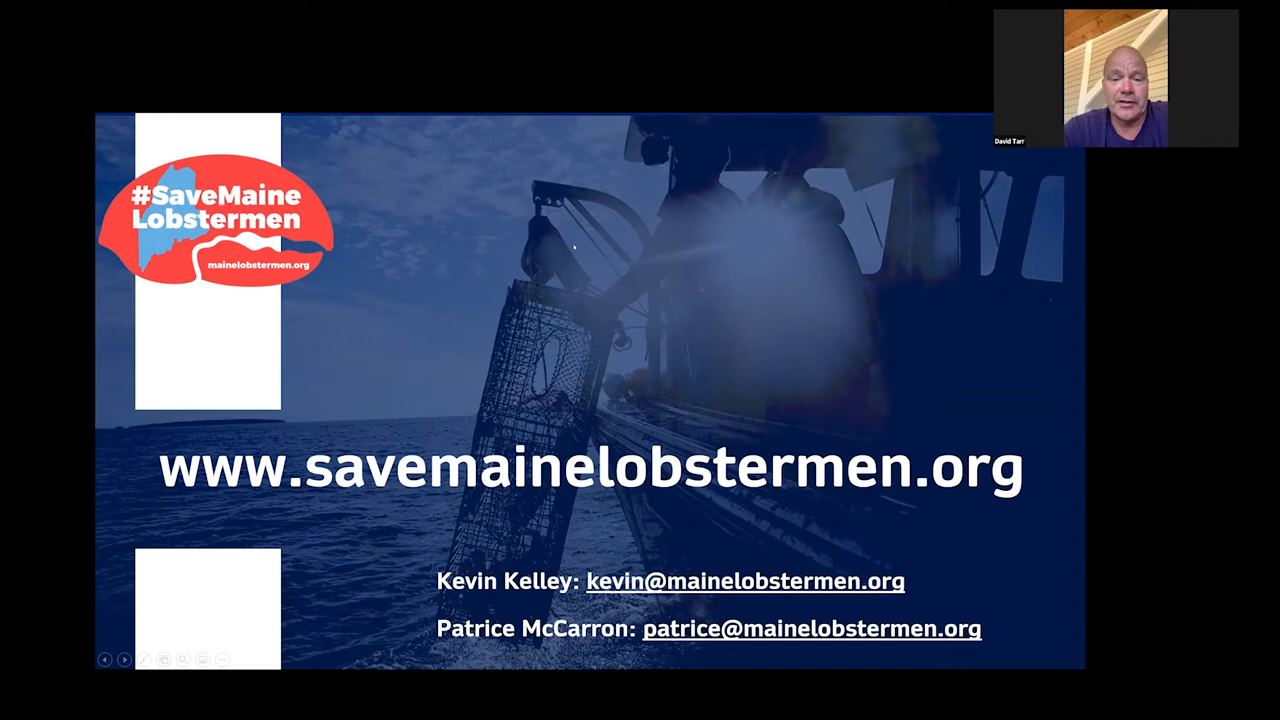 David Tarr
#SaveMaine
Lobstermen
mainelobstermen.org
www.savemainelobstermen.org
Kevin Kelley: kevin@mainelobstermen.org
Patrice McCarron: patrice@mainelobstermen.org